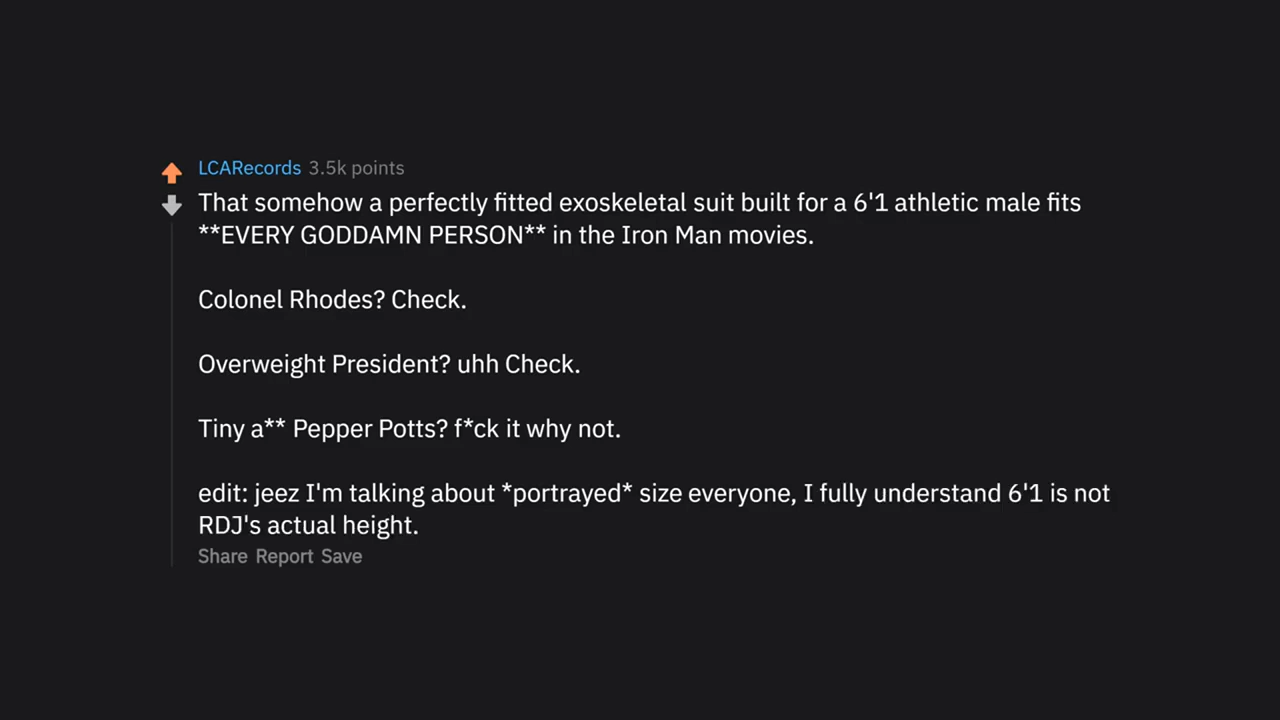 LCARecords 3.5k points
That somehow a perfectly fitted exoskeletal suit built for a 6'1 athletic male fits
**EVERY GODDAMN PERSON** in the Iron Man movies.
Colonel Rhodes? Check.
Overweight President? uhh Check.
Tiny a** Pepper Potts? f*ck it why not.
edit: jeez I'm talking about *portrayed* size everyone, I fully understand 6'1 is not
RDJ's actual height.
Share Report Save